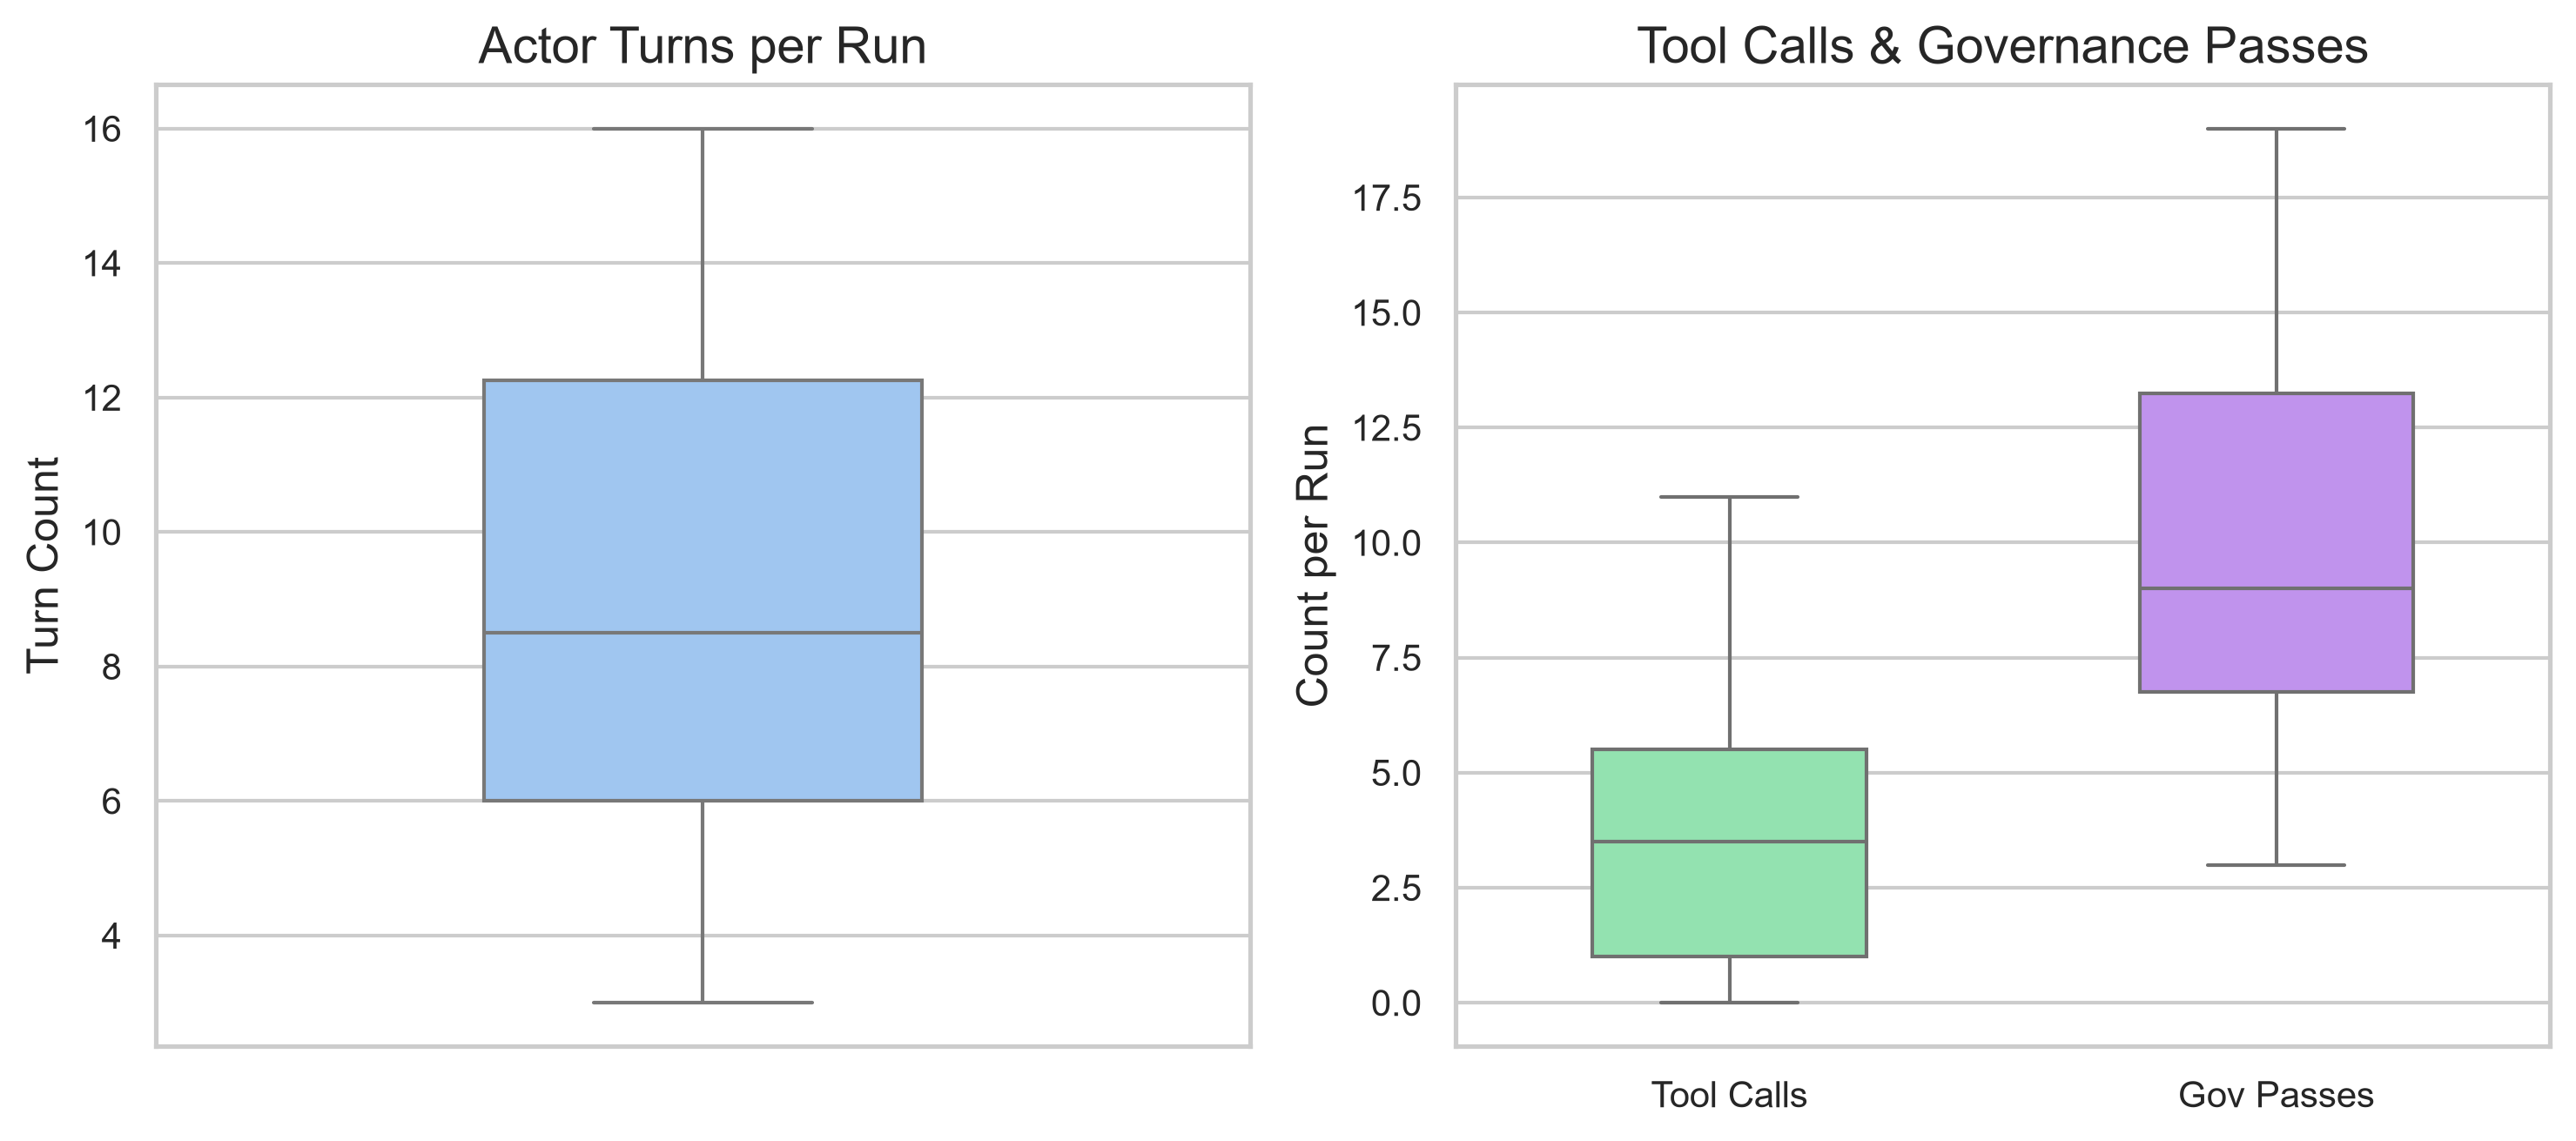 Actor Turns per Run
Turn Count
16
14
12
10
8
6
4
Tool Calls & Governance Passes
Count per Run
17.5
15.0
12.5
10.0
7.5
5.0
2.5
0.0
Tool Calls
Gov Passes